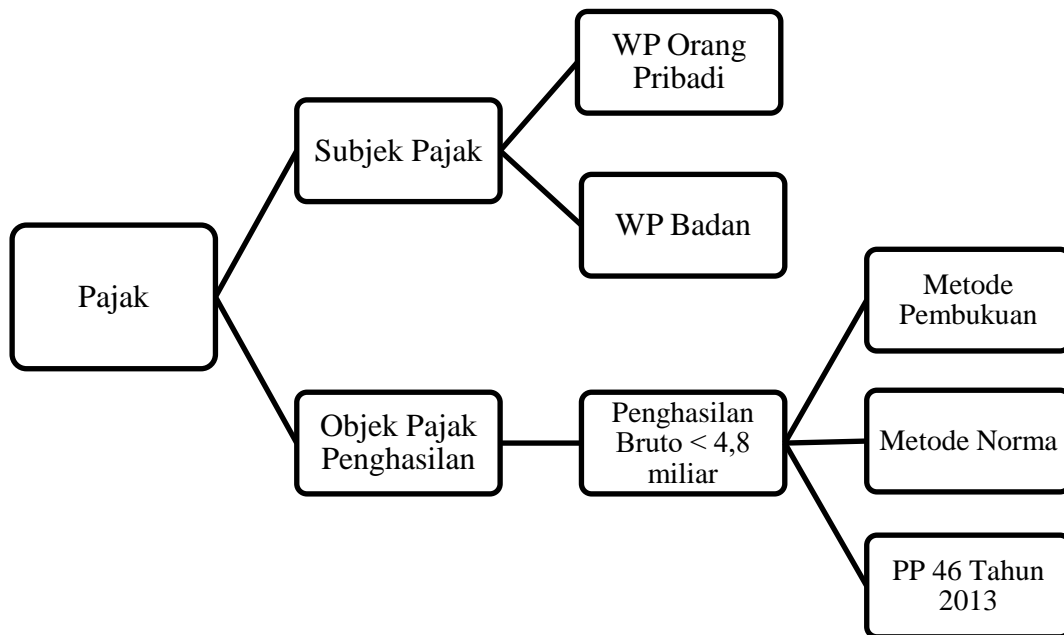 WP Orang
Pribadi
Subjek Pajak
WP Badan
Pajak
Metode
Pembukuan
Objek Pajak
Penghasilan
Penghasilan
Bruto < 4,8
miliar
Metode Norma
PP 46 Tahun
2013